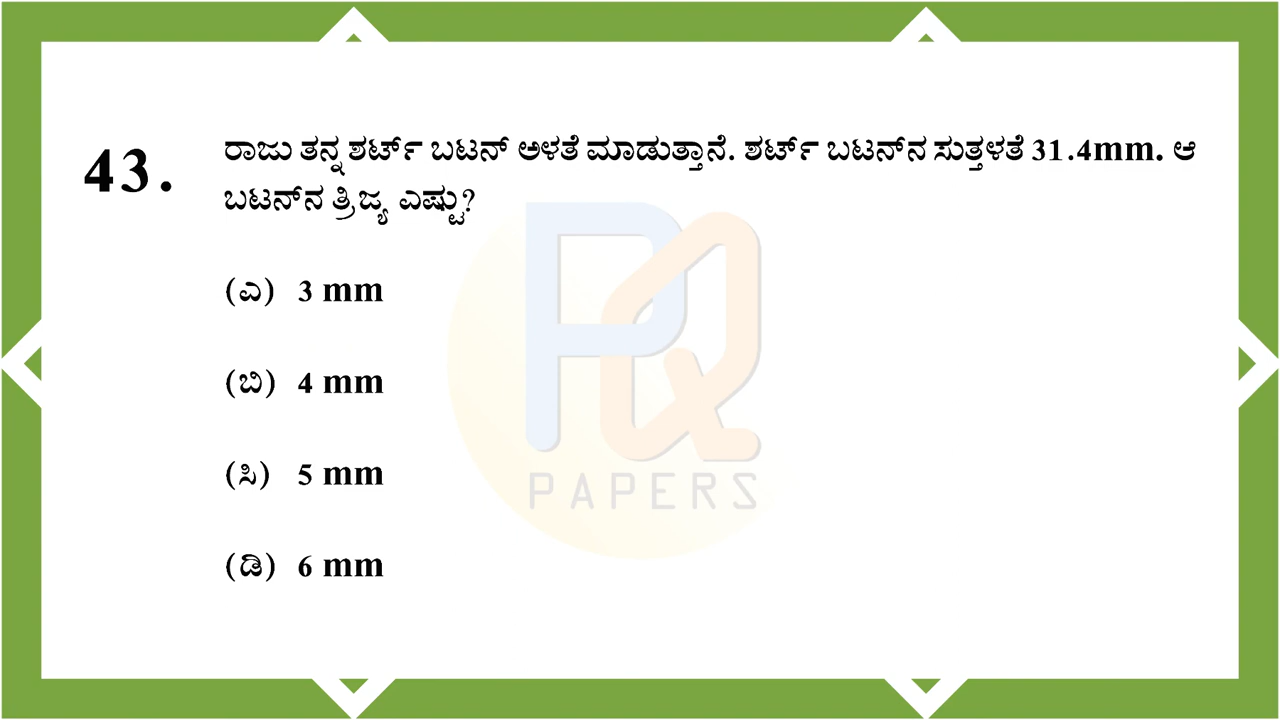 43. ರಾಜು ತನ್ನ ಶರ್ಟ್ ಬಟನ್ ಅಳತೆ ಮಾಡುತ್ತಾನೆ. ಶರ್ಟ್ ಬಟನ್‌ನ ಸುತ್ತಳತೆ 31.4mm. ಆ
ಬಟನ್‌ನ ತ್ರಿಜ್ಯ ಎಷ್ಟು?
(ಎ) 3 mm
(ಬಿ) 4 mm
(ಸಿ) 5 mm
(ಡಿ) 6 mm
PQ
PAPERS